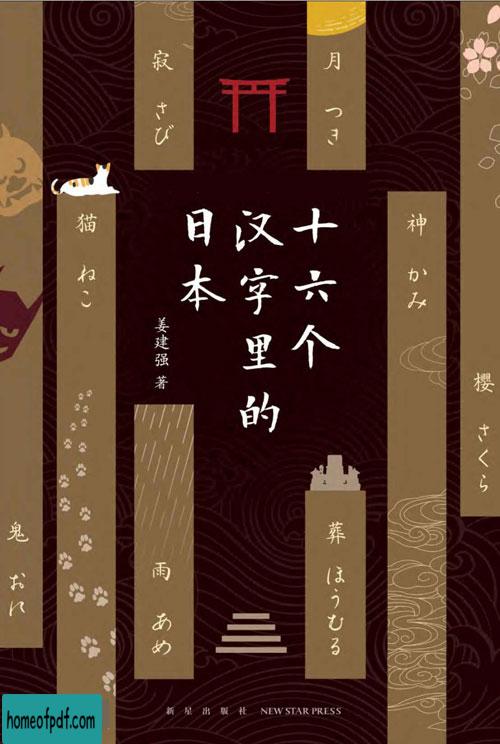 十六个
汉字里的
日本
姜建强 著
寂 さび
月 つき
猫 ねこ
神 かみ
櫻 さくら
鬼 おに
雨 あめ
葬 ほうむる
新星出版社 NEW STAR PRESS
homeofpdf.com